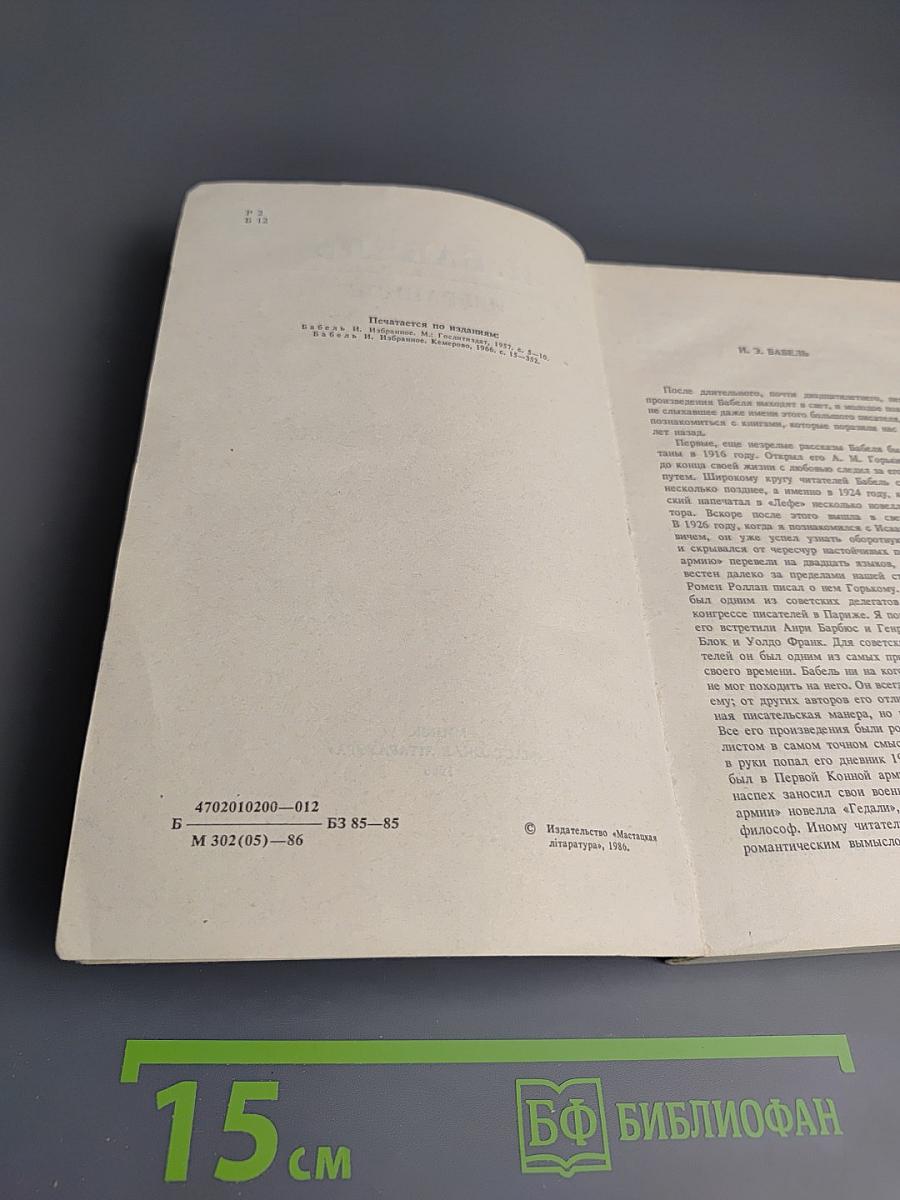 Р 2
Б 12
Печатается по изданиям:
Бабель И. Избранное. М.: Гослитиздат, 1957, с. 5—10.
Бабель И. Избранное. Кемерово, 1966, с. 15—352.
4702010200—012
Б ——— БЗ 85—85
М 302(05)—86
© Издательство «Мастацкая
літаратура», 1986.
И. Э. БАБЕЛЬ
После длительного, почти двадцатилетнего,
произведения Бабеля выходят в свет, и молодое
не слыхавшее даже имени этого большого писателя,
познакомиться с книгами, которые поразили нас
лет назад.
Первые, еще незрелые рассказы Бабеля
таны в 1916 году. Открыл его А. М.
до конца своей жизни с любовью следил за
путем. Широкому кругу читателей Бабель
несколько позднее, а именно в 1924 году,
ский напечатал в «Лефе» несколько
тора. Вскоре после этого вышла в
В 1926 году, когда я познакомился с
вичем, он уже успел узнать
и скрывался от чересчур настойчивых
армию» перевели на двадцать языков,
вестен далеко за пределами нашей
Ромен Роллан писал о нем Горькому.
был одним из советских делегатов
конгрессе писателей в Париже. Я
его встретили Анри Барбюс и
Блок и Уолдо Франк. Для
телей он был одним из самых
своего времени. Бабель ни на
не мог походить на него. Он
ему; от других авторов его
ная писательская манера, но
Все его произведения были
листом в самом точном
в руки попал его дневник
был в Первой Конной
наспех заносил свои
армии» новелла «Гедали»,
философ. Иному
романтическим
15 см
БФ БИБЛИОФАН